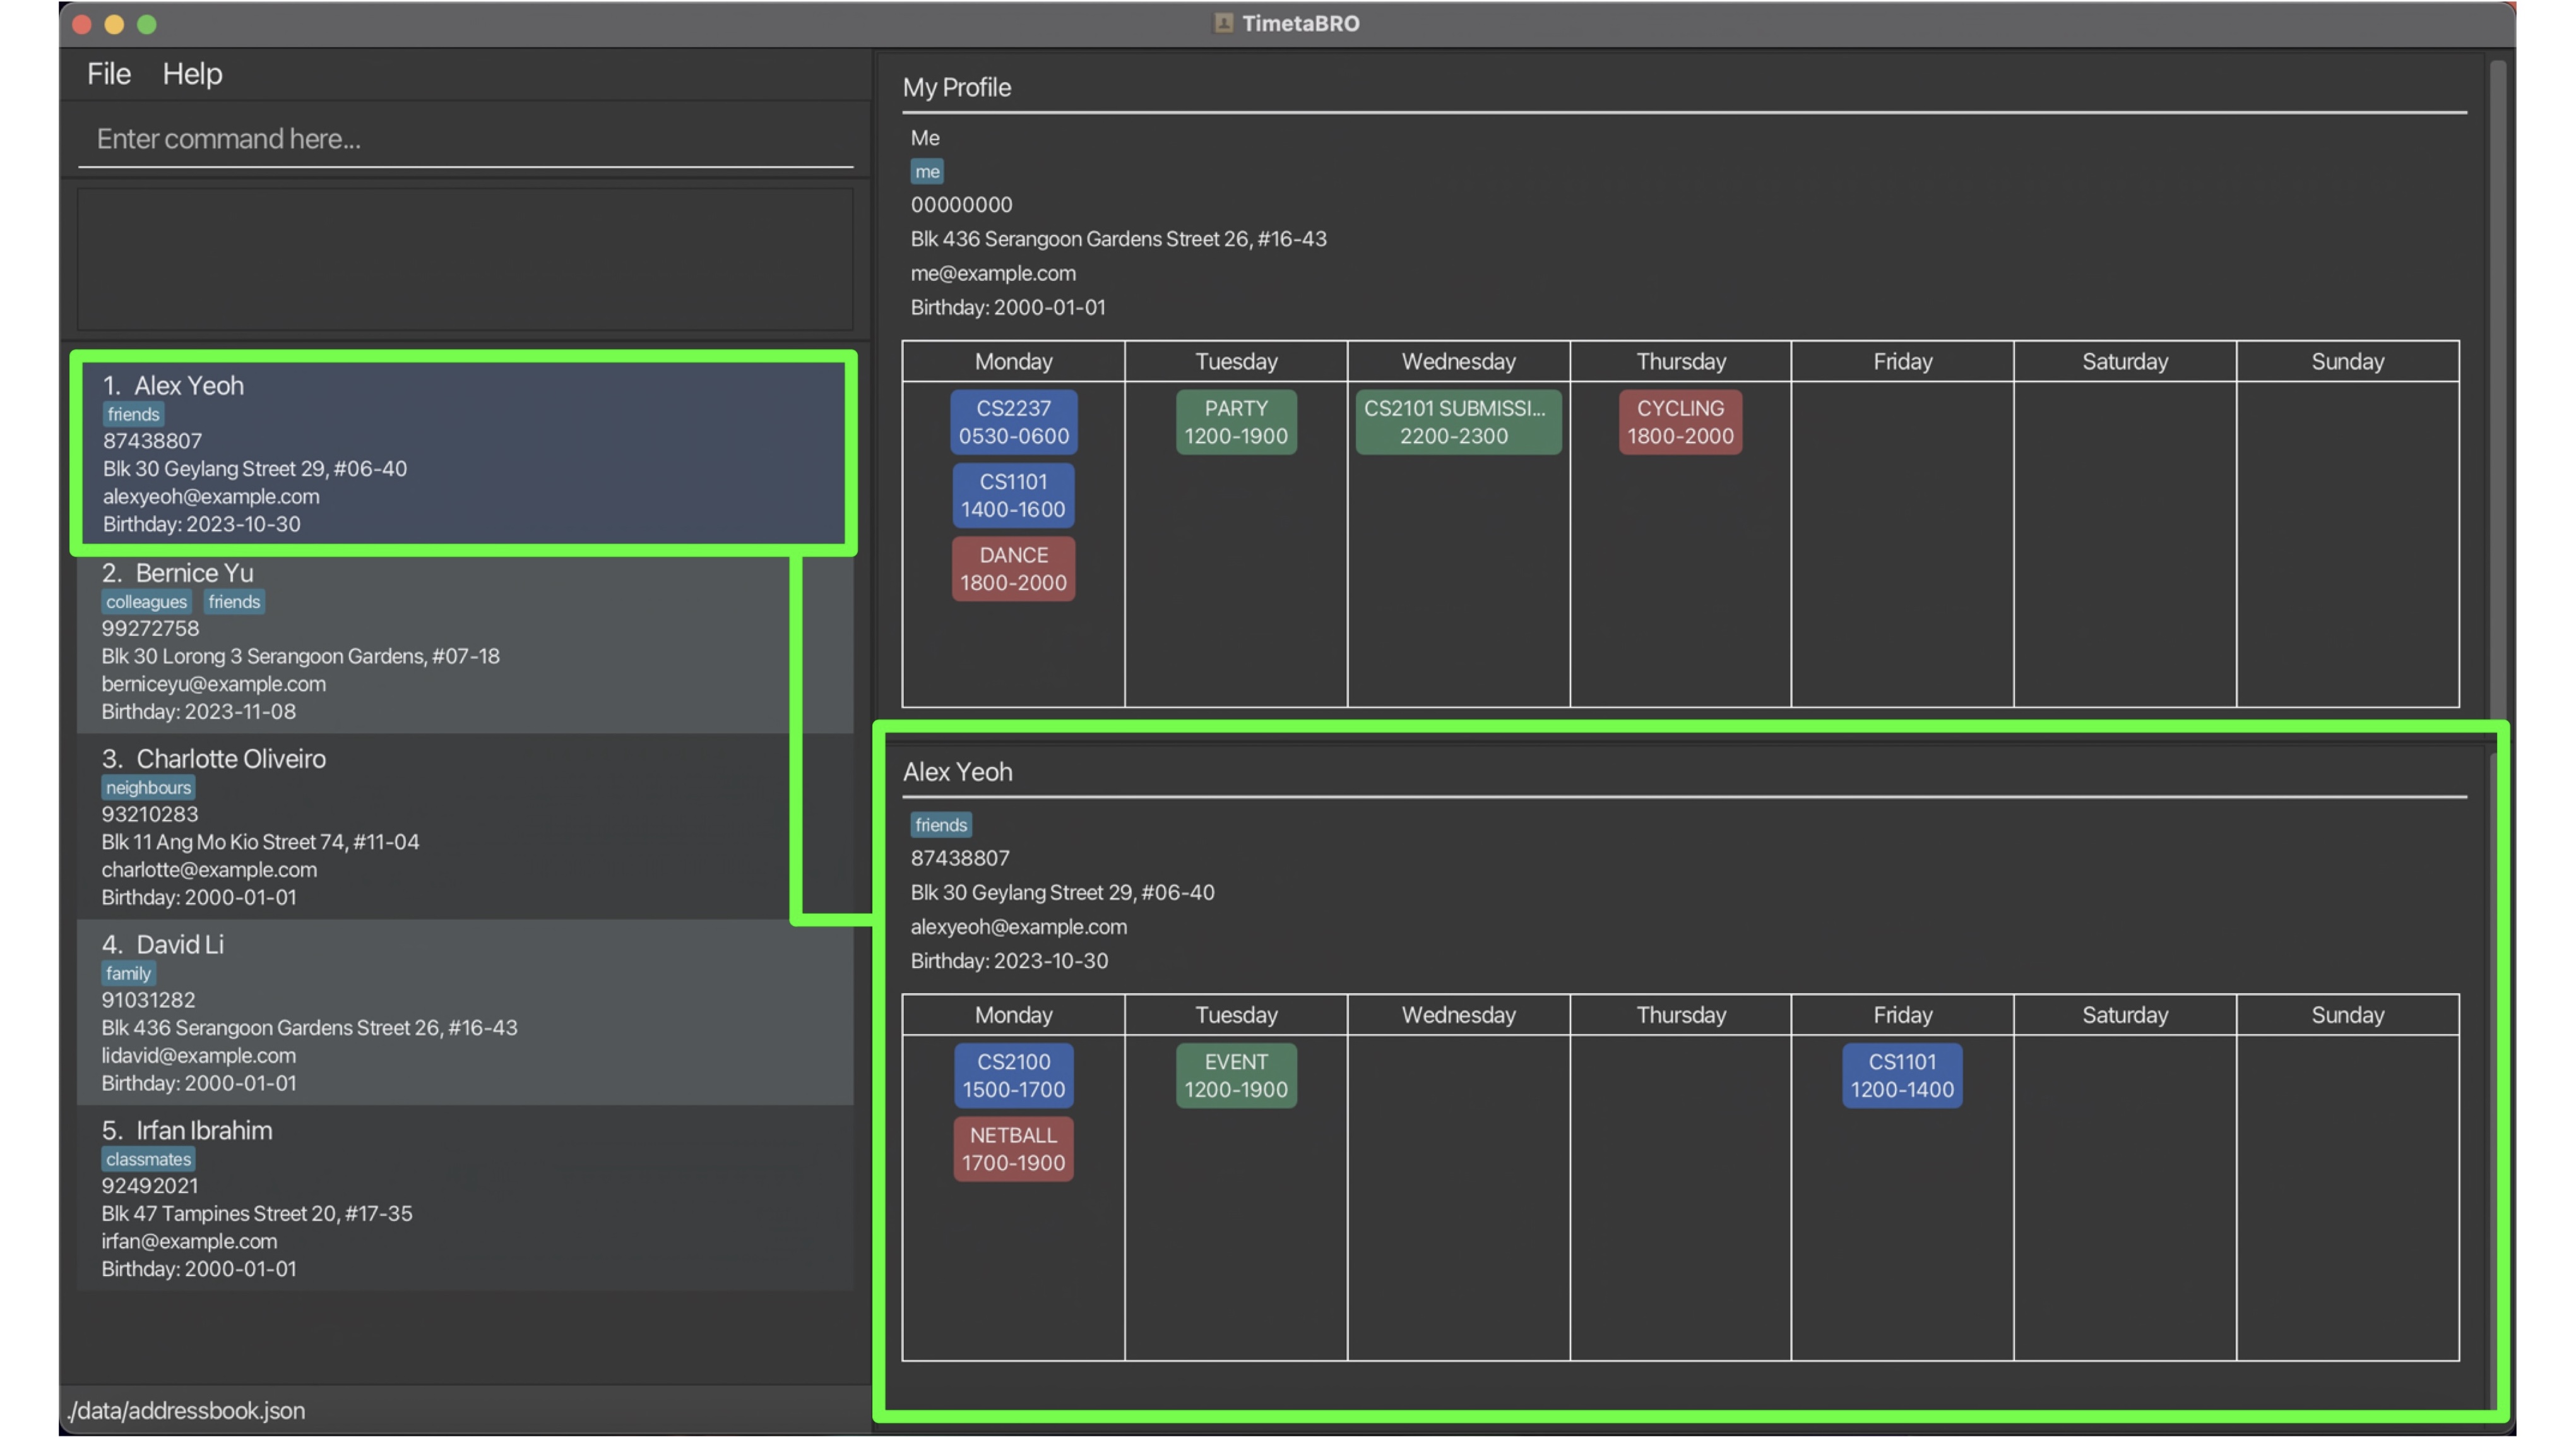 TimetaBRO
File Help
Enter command here...
1. Alex Yeoh
friends
87438807
Blk 30 Geylang Street 29, #06-40
alexyeoh@example.com
Birthday: 2023-10-30
2. Bernice Yu
colleagues friends
99272758
Blk 30 Lorong 3 Serangoon Gardens, #07-18
berniceyu@example.com
Birthday: 2023-11-08
3. Charlotte Oliveiro
neighbours
93210283
Blk 11 Ang Mo Kio Street 74, #11-04
charlotte@example.com
Birthday: 2000-01-01
4. David Li
family
91031282
Blk 436 Serangoon Gardens Street 26, #16-43
lidavid@example.com
Birthday: 2000-01-01
5. Irfan Ibrahim
classmates
92492021
Blk 47 Tampines Street 20, #17-35
irfan@example.com
Birthday: 2000-01-01
./data/addressbook.json
My Profile
Me
me
00000000
Blk 436 Serangoon Gardens Street 26, #16-43
me@example.com
Birthday: 2000-01-01
Monday Tuesday Wednesday Thursday Friday Saturday Sunday
CS2237 PARTY CS2101 SUBMISSI... CYCLING
0530-0600 1200-1900 2200-2300 1800-2000
CS1101
1400-1600
DANCE
1800-2000
Alex Yeoh
friends
87438807
Blk 30 Geylang Street 29, #06-40
alexyeoh@example.com
Birthday: 2023-10-30
Monday Tuesday Wednesday Thursday Friday Saturday Sunday
CS2100 EVENT CS1101
1500-1700 1200-1900 1200-1400
NETBALL
1700-1900